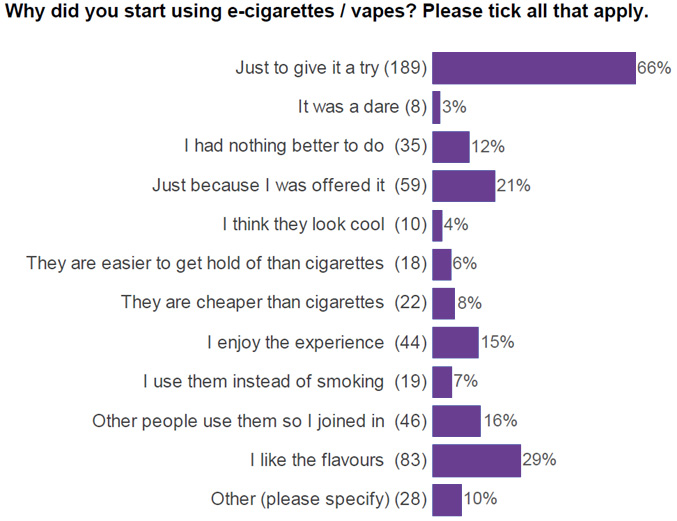 Why did you start using e-cigarettes / vapes? Please tick all that apply.
Just to give it a try (189) 66%
It was a dare (8) 3%
I had nothing better to do (35) 12%
Just because I was offered it (59) 21%
I think they look cool (10) 4%
They are easier to get hold of than cigarettes (18) 6%
They are cheaper than cigarettes (22) 8%
I enjoy the experience (44) 15%
I use them instead of smoking (19) 7%
Other people use them so I joined in (46) 16%
I like the flavours (83) 29%
Other (please specify) (28) 10%